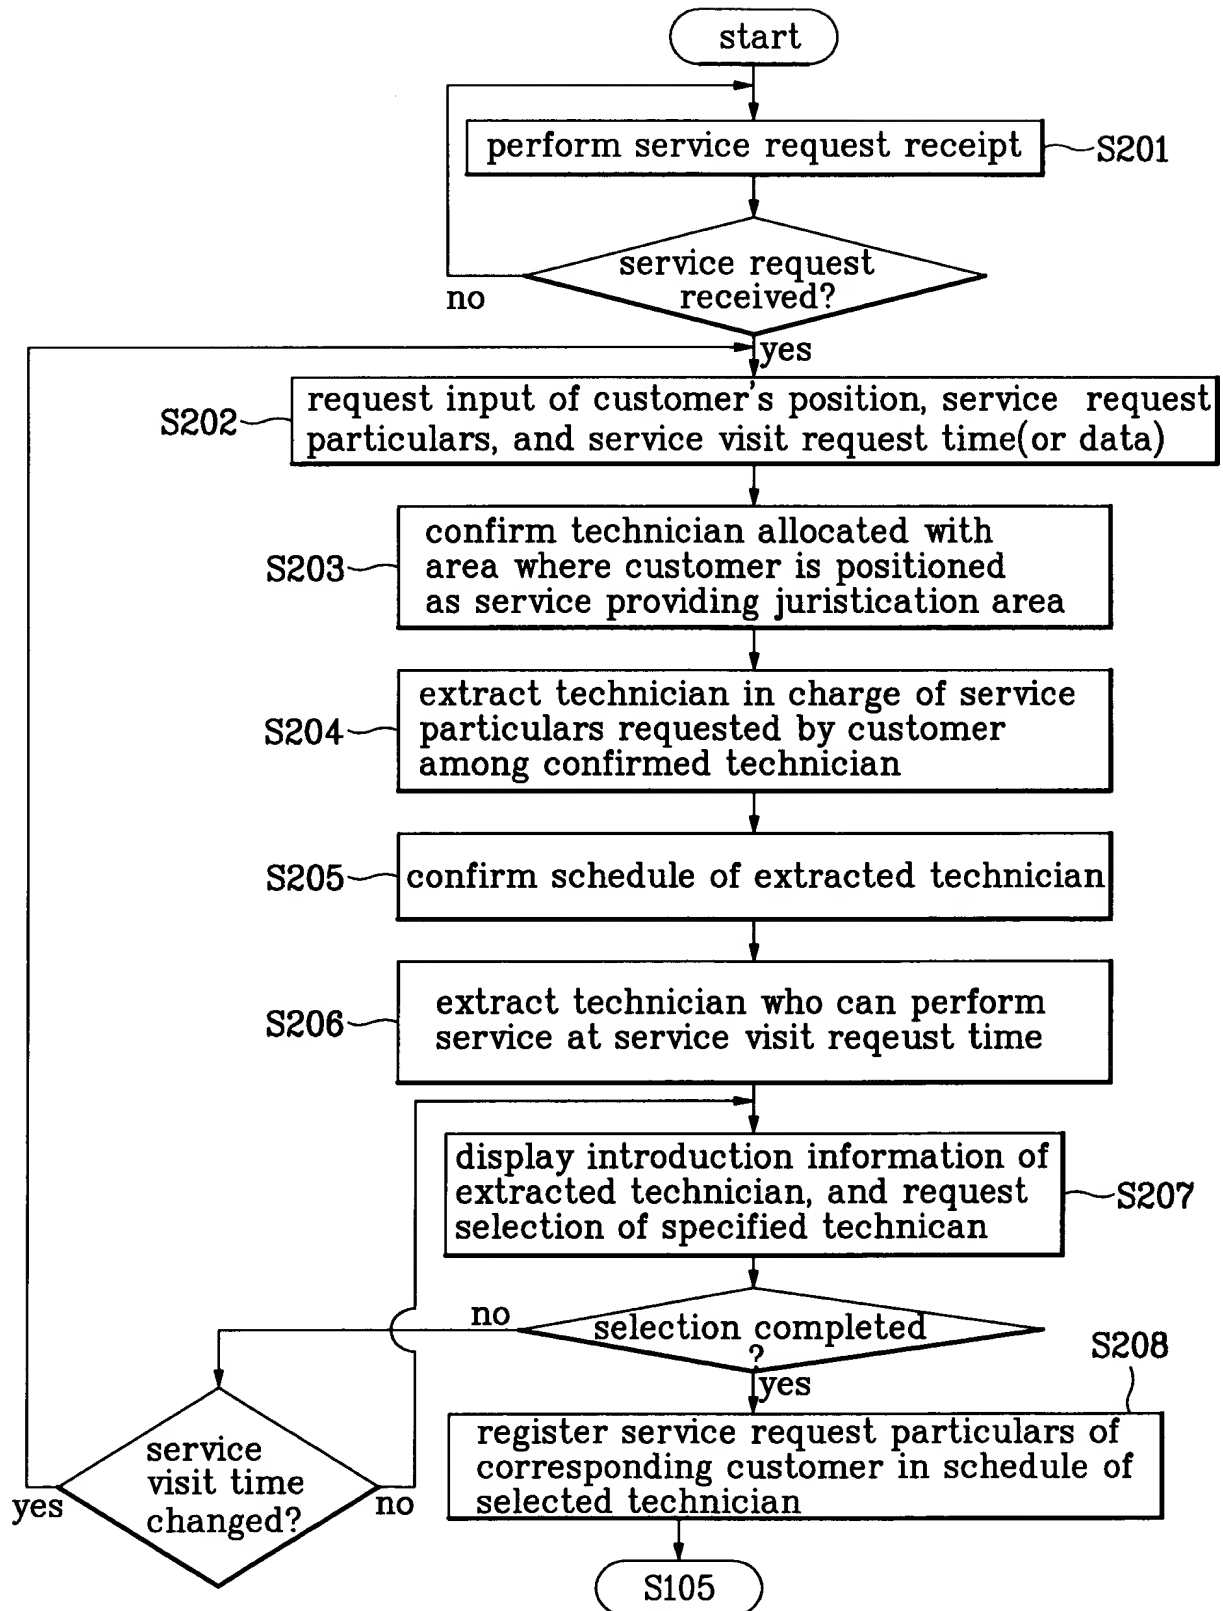 start
perform service request receipt
S201
service request
received?
no
yes
request input of customer's position, service request
particulars, and service visit request time(or data)
S202
confirm technician allocated with
area where customer is positioned
as service providing juristication area
S203
extract technician in charge of service
particulars requested by customer
among confirmed technician
S204
confirm schedule of extracted technician
S205
extract technician who can perform
service at service visit reqeust time
S206
display introduction information of
extracted technician, and request
selection of specified technican
S207
no
selection completed
?
yes
S208
register service request particulars of
corresponding customer in schedule of
selected technician
service
visit time
changed?
yes
no
S105